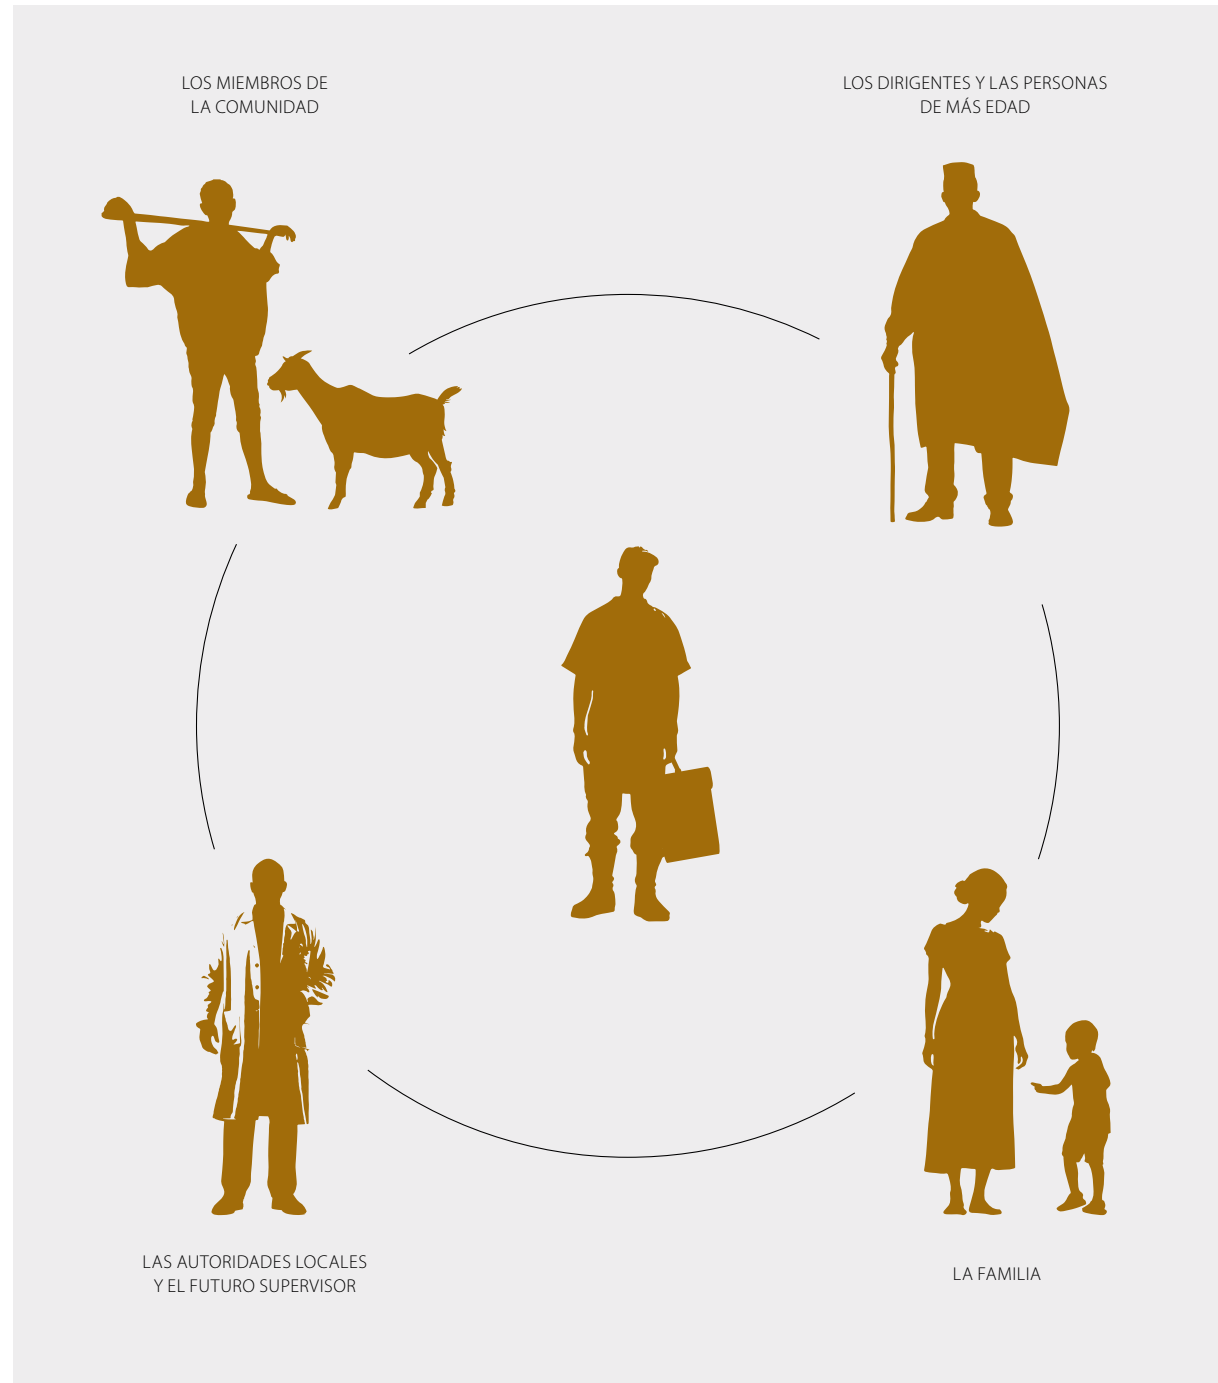 LOS MIEMBROS DE
LA COMUNIDAD
LOS DIRIGENTES Y LAS PERSONAS
DE MÁS EDAD
LAS AUTORIDADES LOCALES
Y EL FUTURO SUPERVISOR
LA FAMILIA